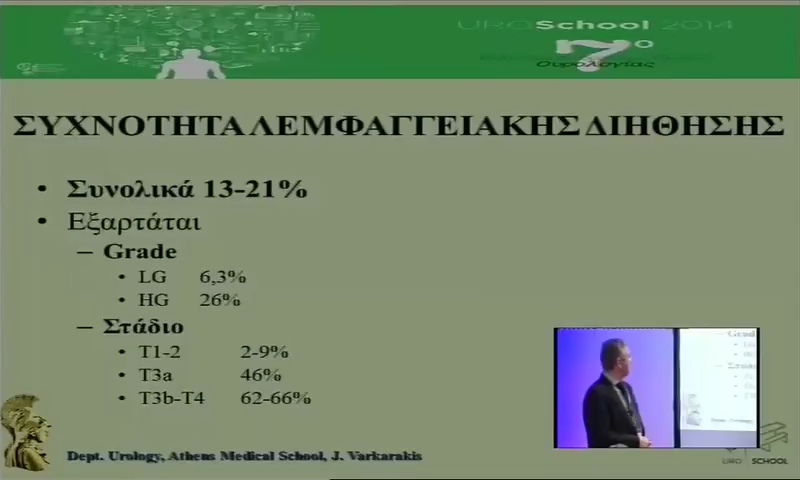 UROSchool 2014
7ο
Ουρολογίας
ΣΥΧΝΟΤΗΤΑ ΛΕΜΦΑΓΓΕΙΑΚΗΣ ΔΙΗΘΗΣΗΣ
• Συνολικά 13-21%
• Εξαρτάται
– Grade
• LG 6,3%
• HG 26%
– Στάδιο
• T1-2 2-9%
• T3a 46%
• T3b-T4 62-66%
Dept. Urology, Athens Medical School, J. Varkarakis
URO SCHOOL